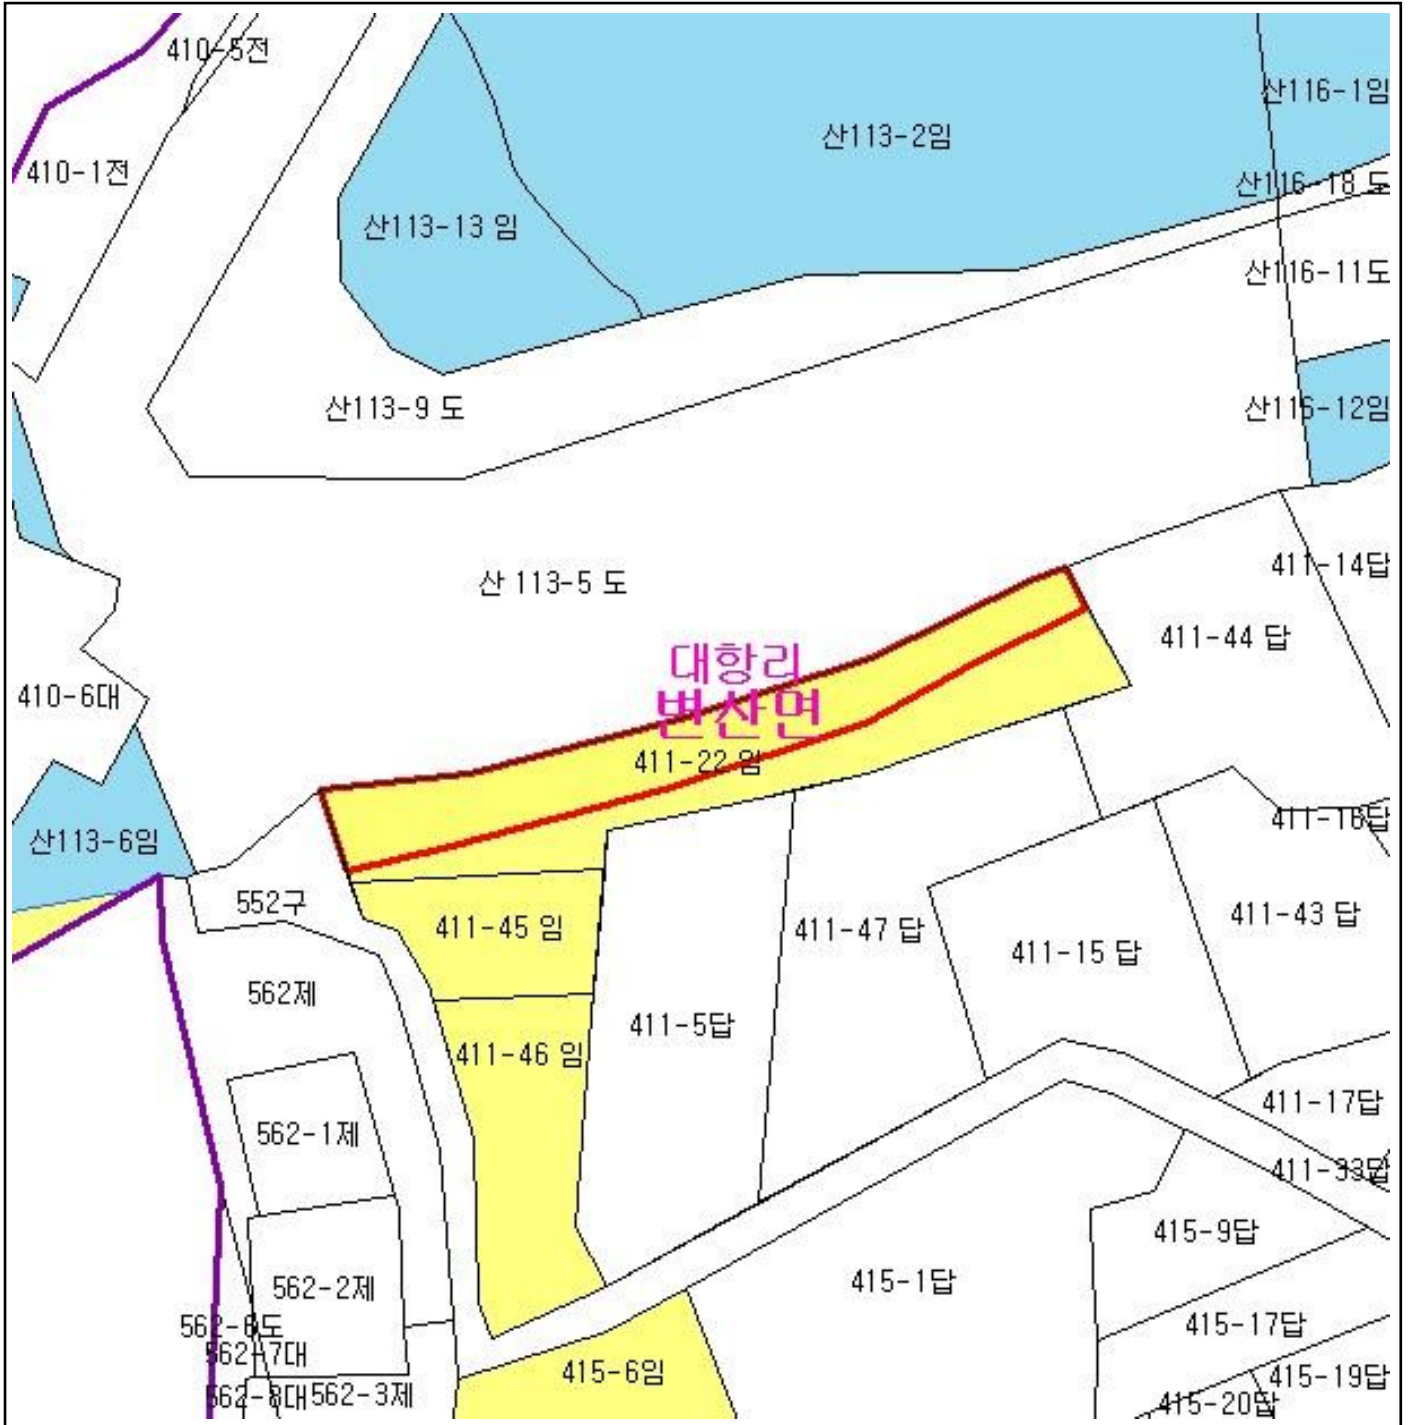 410-5전
산116-1임
산113-2임
410-1전
산116-18 도
산113-13 임
산116-11도
산113-9 도
산116-12임
411-14답
산 113-5 도
411-44 답
대항리
410-6대
변산면
411-22 임
411-16답
산113-6임
552구
411-45 임
411-47 답
411-43 답
411-15 답
562제
411-5답
411-46 임
411-17답
562-1제
411-33답
415-9답
415-1답
562-2제
562-6도
415-17답
562-7대
415-6임
415-19답
562-8대
562-3제
415-20답